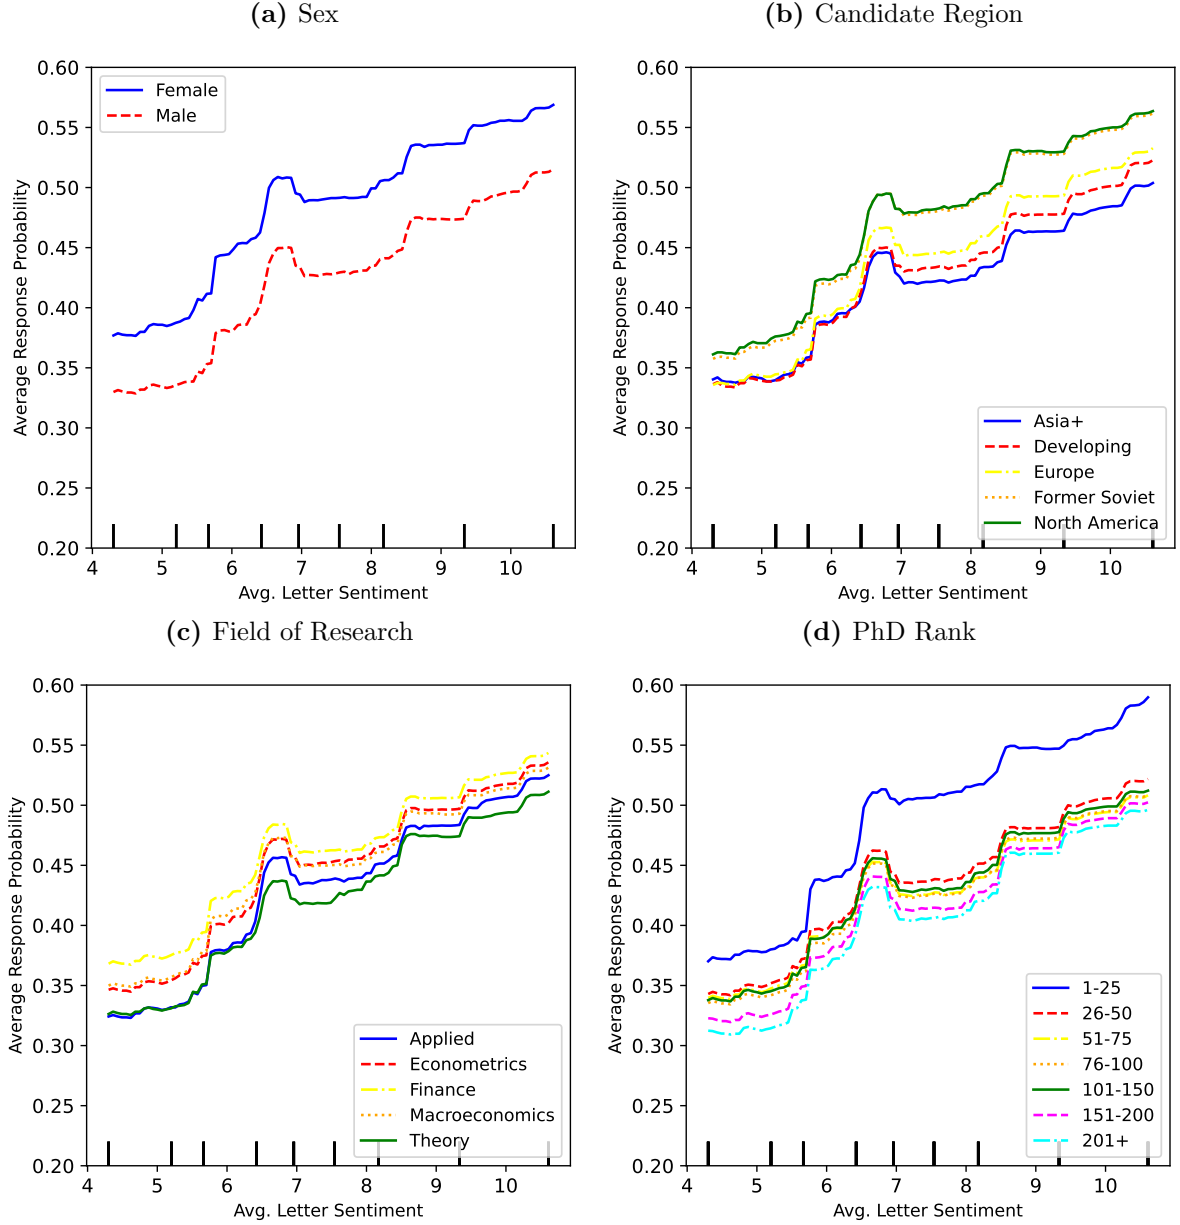 (a) Sex
0.60
0.55
0.50
0.45
0.40
0.35
0.30
0.25
0.20
Average Response Probability
Female
Male
4 5 6 7 8 9 10
Avg. Letter Sentiment
(b) Candidate Region
0.60
0.55
0.50
0.45
0.40
0.35
0.30
0.25
0.20
Average Response Probability
Asia+
Developing
Europe
Former Soviet
North America
4 5 6 7 8 9 10
Avg. Letter Sentiment
(c) Field of Research
0.60
0.55
0.50
0.45
0.40
0.35
0.30
0.25
0.20
Average Response Probability
Applied
Econometrics
Finance
Macroeconomics
Theory
4 5 6 7 8 9 10
Avg. Letter Sentiment
(d) PhD Rank
0.60
0.55
0.50
0.45
0.40
0.35
0.30
0.25
0.20
Average Response Probability
1-25
26-50
51-75
76-100
101-150
151-200
201+
4 5 6 7 8 9 10
Avg. Letter Sentiment